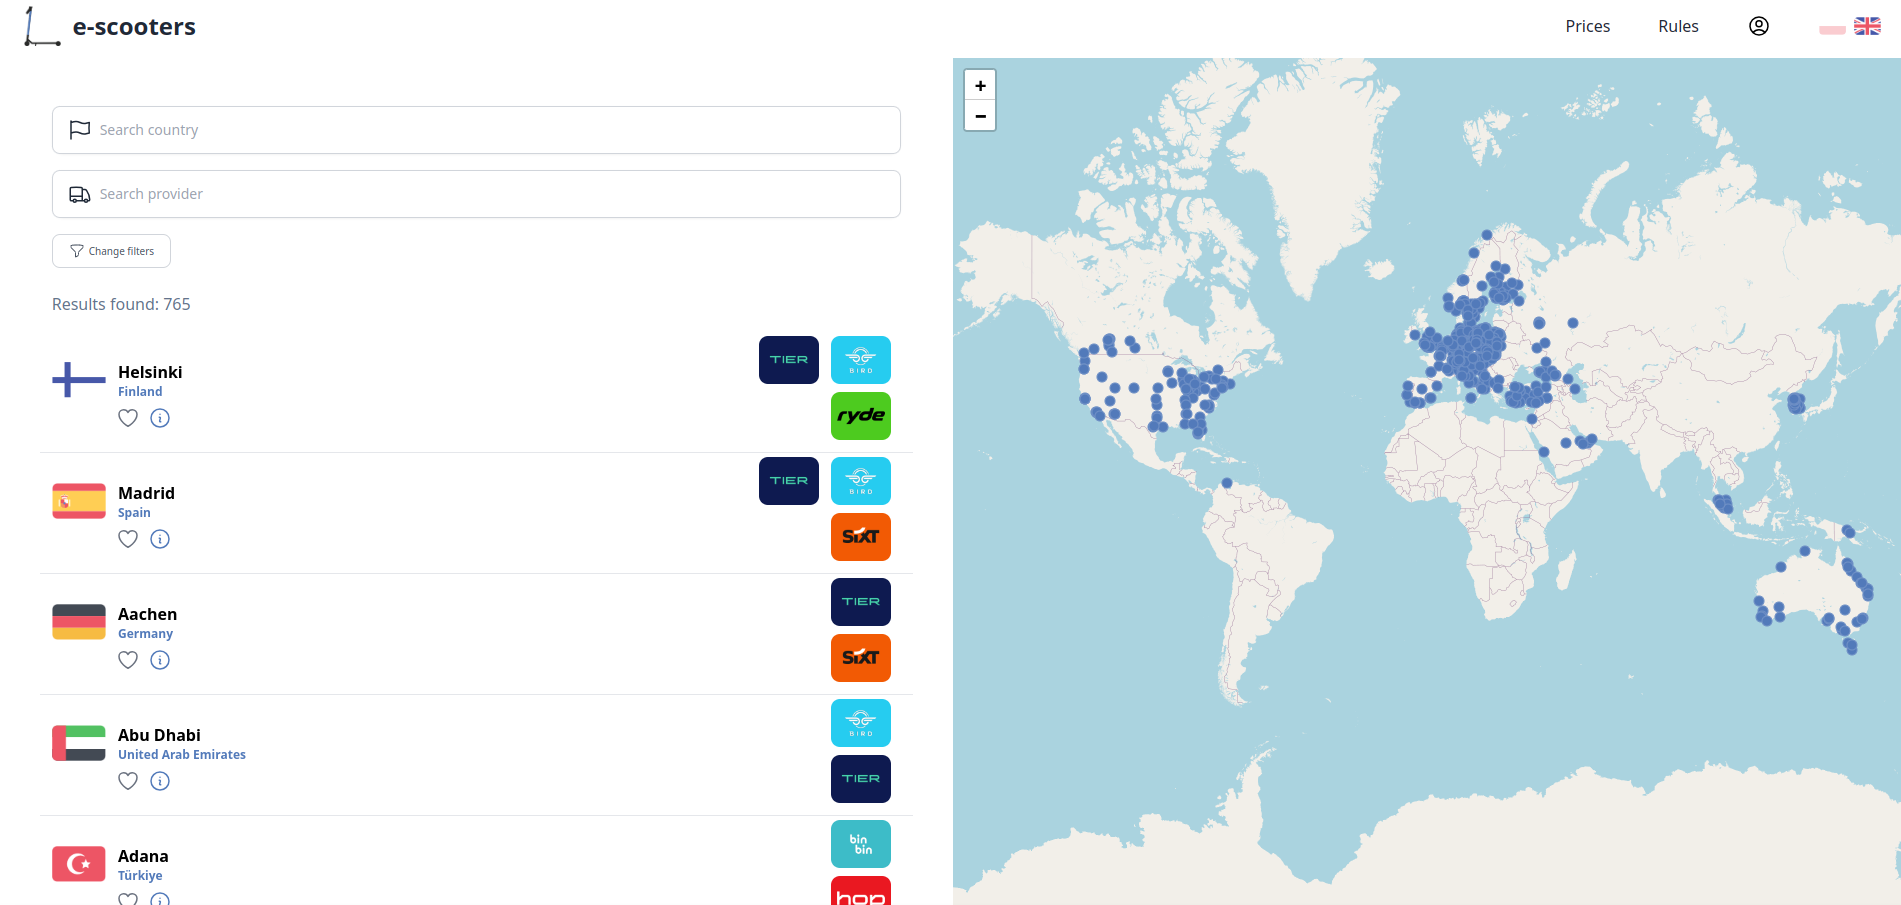 e-scooters
Prices
Rules
+
−
Search country
Search provider
Change filters
Results found: 765
Helsinki
Finland
TIER
BIRD
ryde
Madrid
Spain
TIER
BIRD
SiXT
Aachen
Germany
TIER
SiXT
Abu Dhabi
United Arab Emirates
BIRD
TIER
Adana
Türkiye
bin
bin
hop